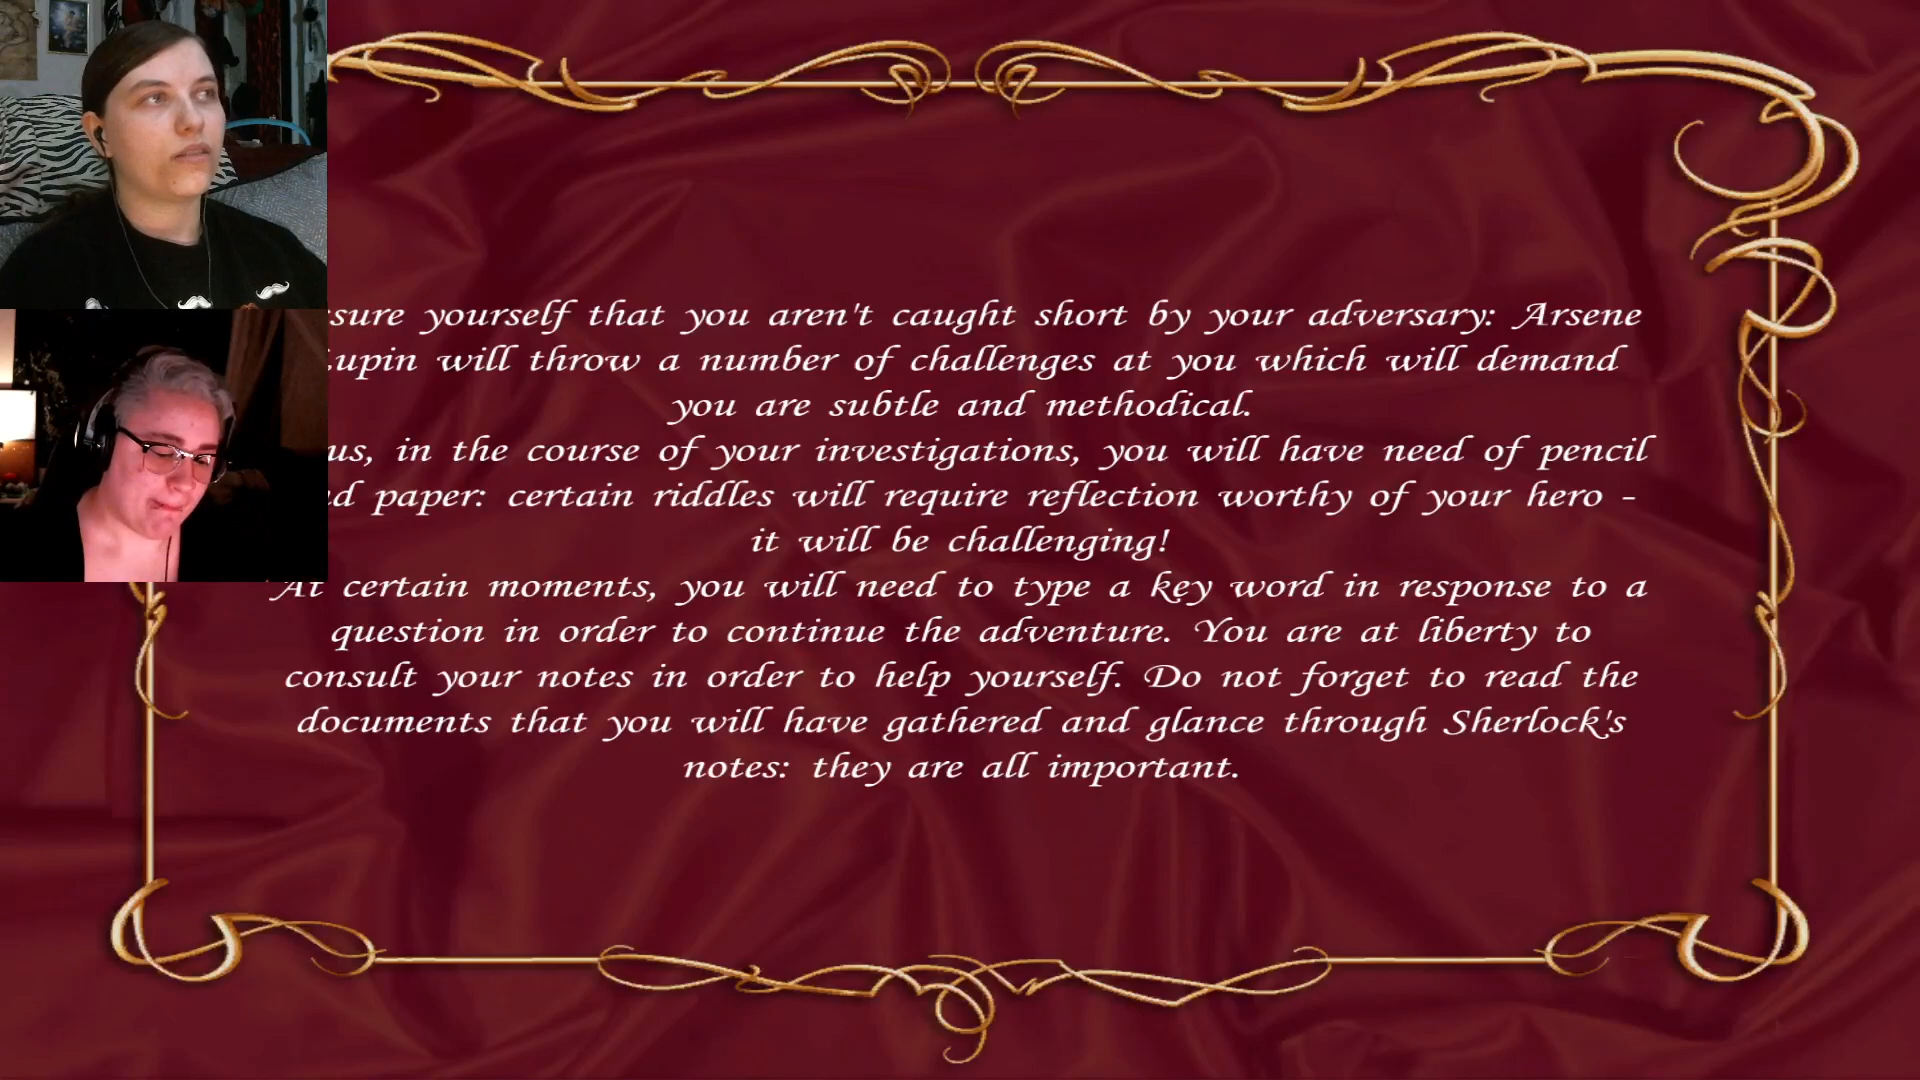 sure yourself that you aren't caught short by your adversary: Arsene
Lupin will throw a number of challenges at you which will demand
you are subtle and methodical.
us, in the course of your investigations, you will have need of pencil
d paper: certain riddles will require reflection worthy of your hero -
it will be challenging!
At certain moments, you will need to type a key word in response to a
question in order to continue the adventure. You are at liberty to
consult your notes in order to help yourself. Do not forget to read the
documents that you will have gathered and glance through Sherlock's
notes: they are all important.